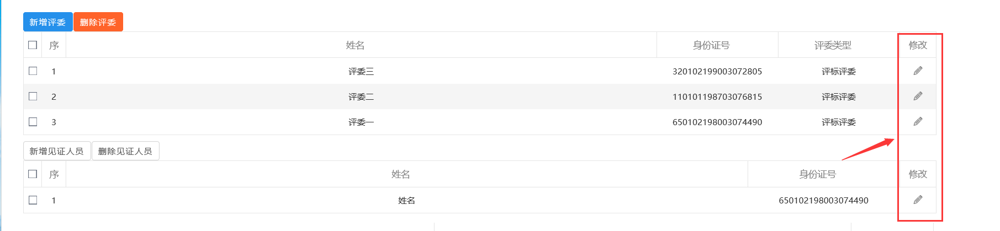 新增评委 删除评委
序 姓名 身份证号 评委类型 修改
1 评委三 320102199003072805 评标评委
2 评委二 110101198703076815 评标评委
3 评委一 650102198003074490 评标评委
新增见证人员 删除见证人员
序 姓名 身份证号 修改
1 姓名 650102198003074490